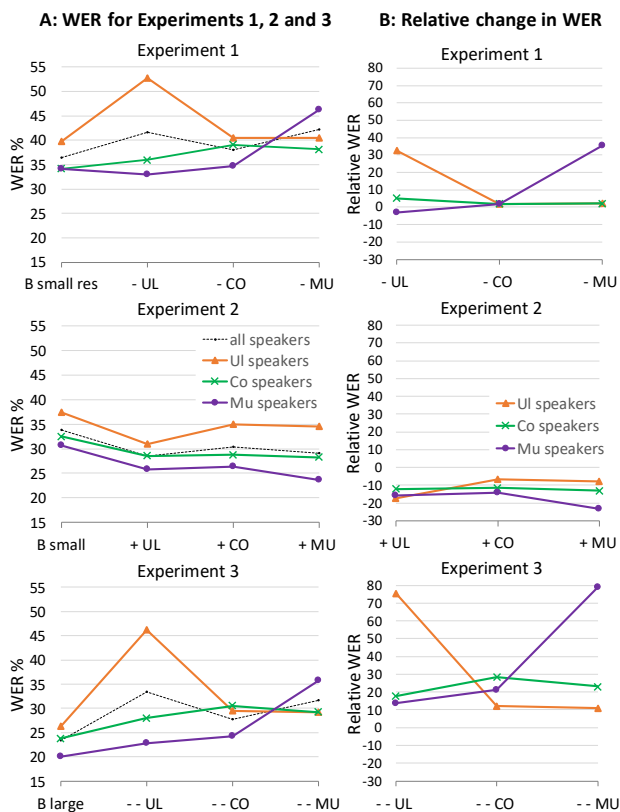 A: WER for Experiments 1, 2 and 3
B: Relative change in WER
Experiment 1
WER %
55
50
45
40
35
30
25
20
15
B small res - UL - CO - MU
Experiment 1
Relative WER
80
70
60
50
40
30
20
10
0
-10
-20
-30
- UL - CO - MU
Experiment 2
WER %
55
50
45
40
35
30
25
20
15
all speakers
Ul speakers
Co speakers
Mu speakers
B small + UL + CO + MU
Experiment 2
Relative WER
80
70
60
50
40
30
20
10
0
-10
-20
-30
Ul speakers
Co speakers
Mu speakers
+ UL + CO + MU
Experiment 3
WER %
55
50
45
40
35
30
25
20
15
B large - - UL - - CO - - MU
Experiment 3
Relative WER
80
70
60
50
40
30
20
10
0
-10
-20
-30
- - UL - - CO - - MU